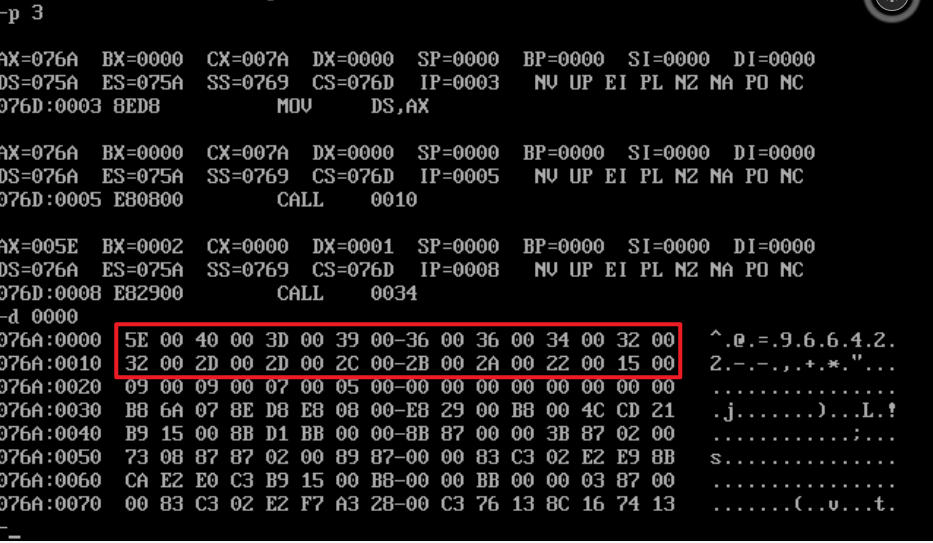 -p 3
AX=076A BX=0000 CX=007A DX=0000 SP=0000 BP=0000 SI=0000 DI=0000
DS=075A ES=075A SS=0769 CS=076D IP=0003 NV UP EI PL NZ NA PO NC
076D:0003 8ED8 MOV DS,AX
AX=076A BX=0000 CX=007A DX=0000 SP=0000 BP=0000 SI=0000 DI=0000
DS=076A ES=075A SS=0769 CS=076D IP=0005 NV UP EI PL NZ NA PO NC
076D:0005 E80800 CALL 0010
AX=005E BX=0002 CX=0000 DX=0001 SP=0000 BP=0000 SI=0000 DI=0000
DS=076A ES=075A SS=0769 CS=076D IP=0008 NV UP EI PL NZ NA PO NC
076D:0008 E82900 CALL 0034
-d 0000
076A:0000 5E 00 40 00 3D 00 39 00-36 00 36 00 34 00 32 00 ^.@.=.9.6.6.4.2.
076A:0010 32 00 2D 00 2D 00 2C 00-2B 00 2A 00 22 00 15 00 2.-.-.,.+.*."...
076A:0020 09 00 09 00 07 00 05 00-00 00 00 00 00 00 00 00 ................
076A:0030 B8 6A 07 8E D8 E8 08 00-E8 29 00 B8 00 4C CD 21 .j.......)...L.!
076A:0040 B9 15 00 8B D1 BB 00 00-8B 87 00 00 3B 87 02 00 ............;...
076A:0050 73 08 87 87 02 00 89 87-00 00 83 C3 02 E2 E9 8B s...............
076A:0060 CA E2 E0 C3 B9 15 00 B8-00 00 BB 00 00 03 87 00 ................
076A:0070 00 83 C3 02 E2 F7 A3 28-00 C3 76 13 8C 16 74 13 .......(..v...t.
-